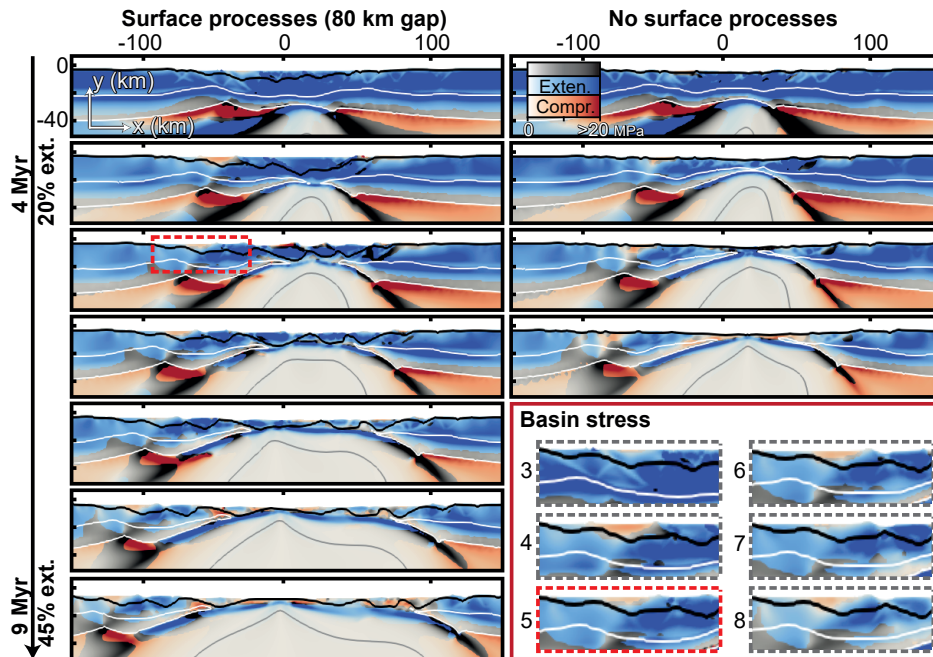 Surface processes (80 km gap)
No surface processes
-100 0 100
-100 0 100
0
-40
y (km)
x (km)
Exten.
Compr.
0 >20 MPa
4 Myr
20% ext.
9 Myr
45% ext.
Basin stress
3
6
4
7
5
8